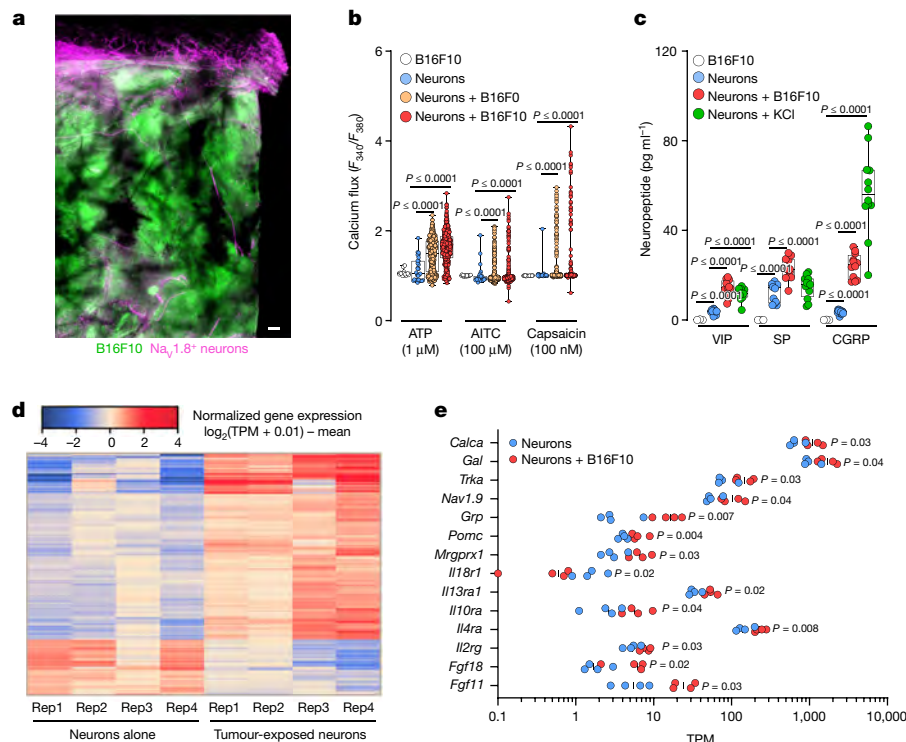 a
B16F10 NaV1.8+ neurons
b
Calcium flux (F340/F380)
6
4
2
0
B16F10
Neurons
Neurons + B16F0
Neurons + B16F10
P ≤ 0.0001
P ≤ 0.0001
P ≤ 0.0001
P ≤ 0.0001
P ≤ 0.0001
P ≤ 0.0001
ATP AITC Capsaicin
(1 μM) (100 μM) (100 nM)
c
Neuropeptide (pg ml−1)
120
80
40
0
B16F10
Neurons
Neurons + B16F10
Neurons + KCl
P ≤ 0.0001
P ≤ 0.0001
P ≤ 0.0001
P ≤ 0.0001
P ≤ 0.0001
P ≤ 0.0001
P ≤ 0.0001
P ≤ 0.0001
P ≤ 0.0001
VIP SP CGRP
d
−4 −2 0 2 4
Normalized gene expression
log2(TPM + 0.01) – mean
Rep1 Rep2 Rep3 Rep4 Rep1 Rep2 Rep3 Rep4
Neurons alone Tumour-exposed neurons
e
Neurons
Neurons + B16F10
Calca P = 0.03
Gal P = 0.04
Trka P = 0.03
Nav1.9 P = 0.04
Grp P = 0.007
Pomc P = 0.004
Mrgprx1 P = 0.03
Il18r1 P = 0.02
Il13ra1 P = 0.02
Il10ra P = 0.04
Il4ra P = 0.008
Il2rg P = 0.03
Fgf18 P = 0.02
Fgf11 P = 0.03
0.1 1 10 100 1,000 10,000
TPM